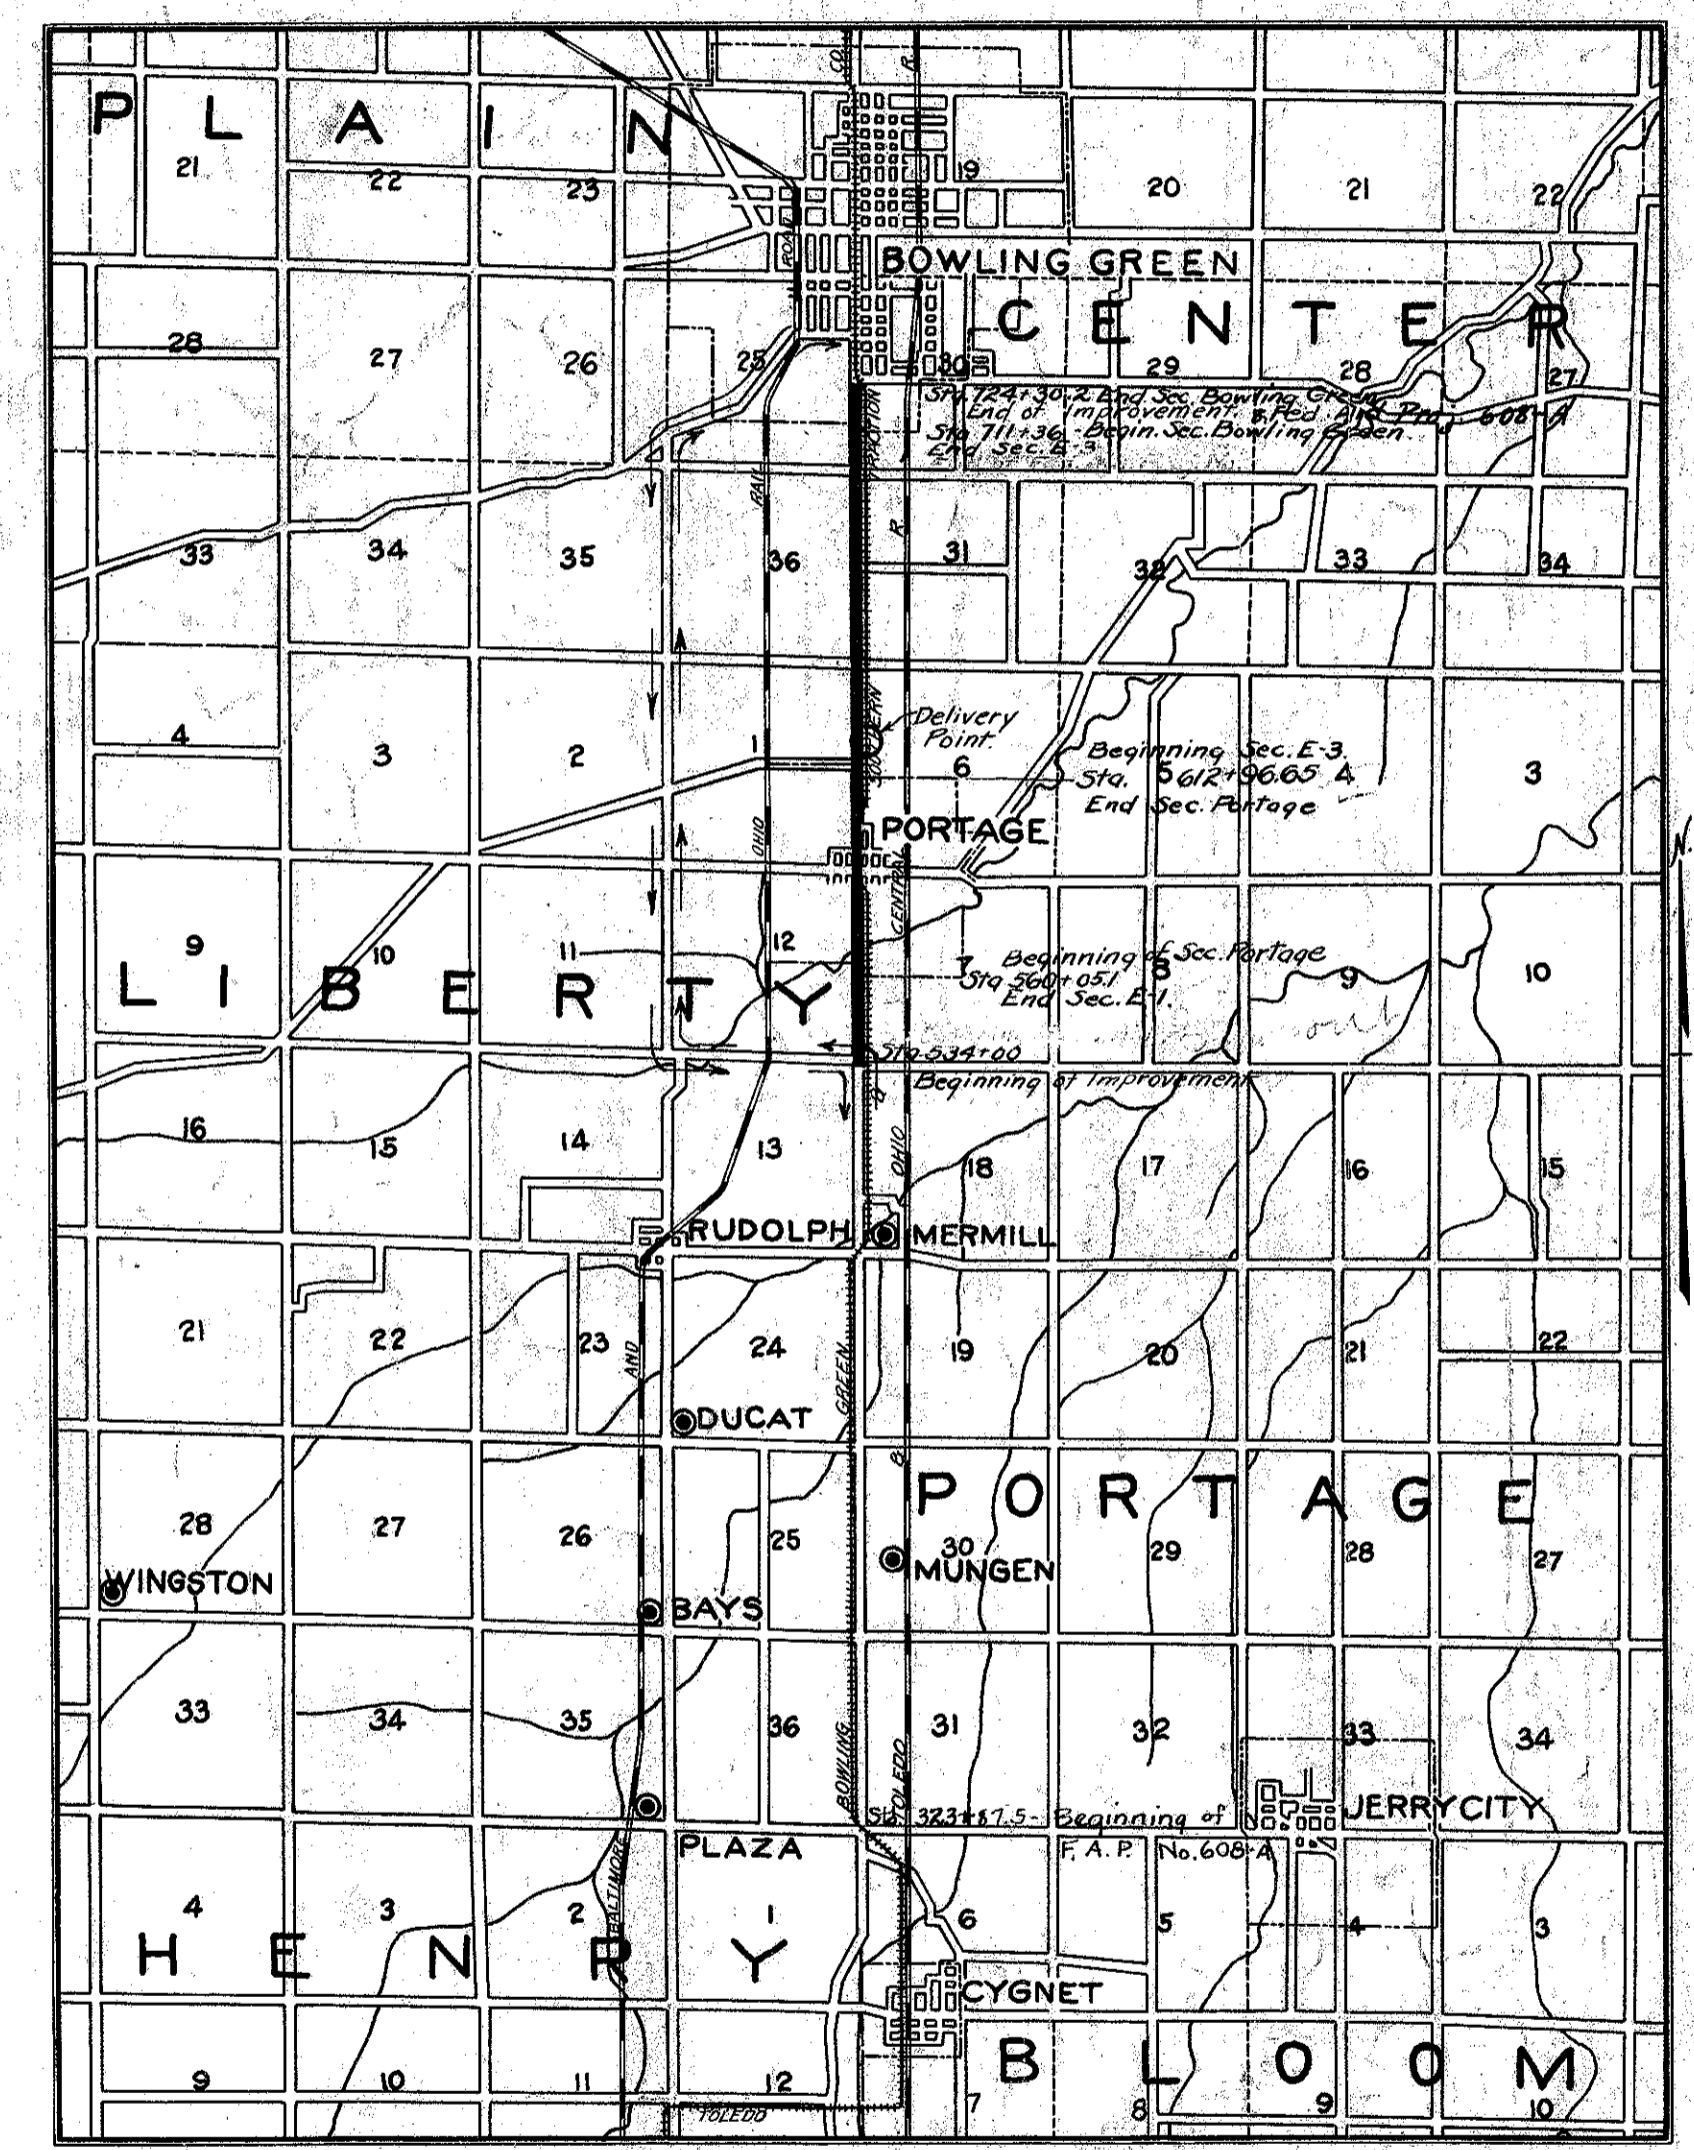 CO.
R.
P L A I N
21
22
23
19
20
21
22
ROAD
BOWLING GREEN
C E N T E R
28
27
26
25
30
29
28
27
Sta. 724+30.2 End Sec. Bowling Green
End of Improvement. & Fed. Aid Proj. 608-A
Sta 711+36 - Begin. Sec. Bowling Green.
End Sec. E-3
TRACTION
RAIL
R
33
34
35
36
31
32
33
34
SOUTHERN
Delivery
Point.
4
3
2
1
6
Beginning Sec. E-3.
Sta. 5 612+96.65 4
End Sec. Portage
3
N.
PORTAGE
OHIO
CENTRAL
9
10
11
12
7
Beginning of Sec. Portage
8
Sta 560+05.1
End Sec. E-1.
9
10
out
L I B E R T Y
Sta 534+00
Beginning of Improvement
16
15
14
13
OHIO
18
17
16
15
RUDOLPH
MERMILL
21
22
23
AND
24
GREEN
19
20
21
22
DUCAT
P O R T A G E
&
28
27
26
25
30
29
28
27
WINGSTON
MUNGEN
BAYS
33
34
35
36
31
32
33
34
BOWLING
TOLEDO
Sta. 323+87.5 - Beginning of
F. A. P. No. 608-A
JERRY CITY
PLAZA
BALTIMORE
4
3
2
1
6
5
4
3
H E N R Y
CYGNET
B L O O M
9
10
11
12
7
8
9
10
TOLEDO